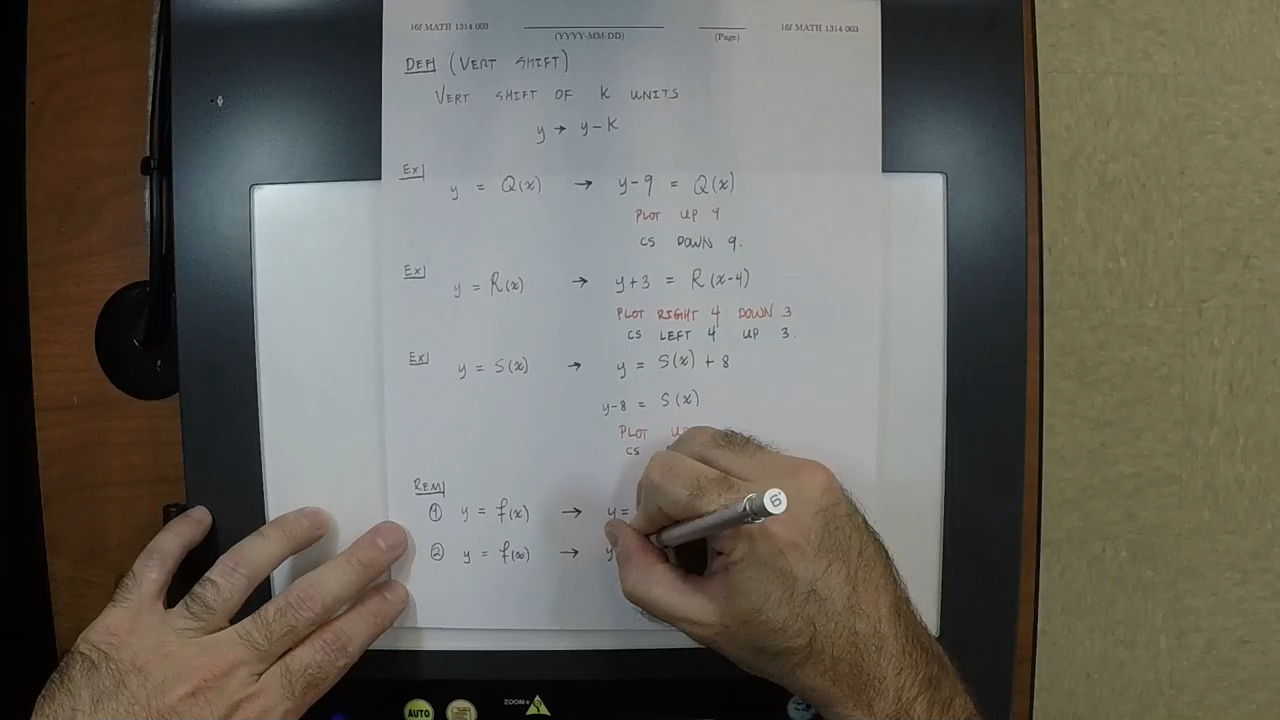 16f MATH 1314 003 (YYYY-MM-DD) (Page) 16f MATH 1314 003
DEF (VERT SHIFT)
VERT SHIFT OF K UNITS
y → y-K
Ex y = Q(x) → y-9 = Q(x)
PLOT UP 9
CS DOWN 9.
Ex y = R(x) → y+3 = R(x-4)
PLOT RIGHT 4 DOWN 3
CS LEFT 4 UP 3.
Ex y = S(x) → y = S(x) + 8
y-8 = S(x)
PLOT UP
CS
REM
① y = f(x) → y =
② y = f(x) → y
AUTO
ZOOM+
6